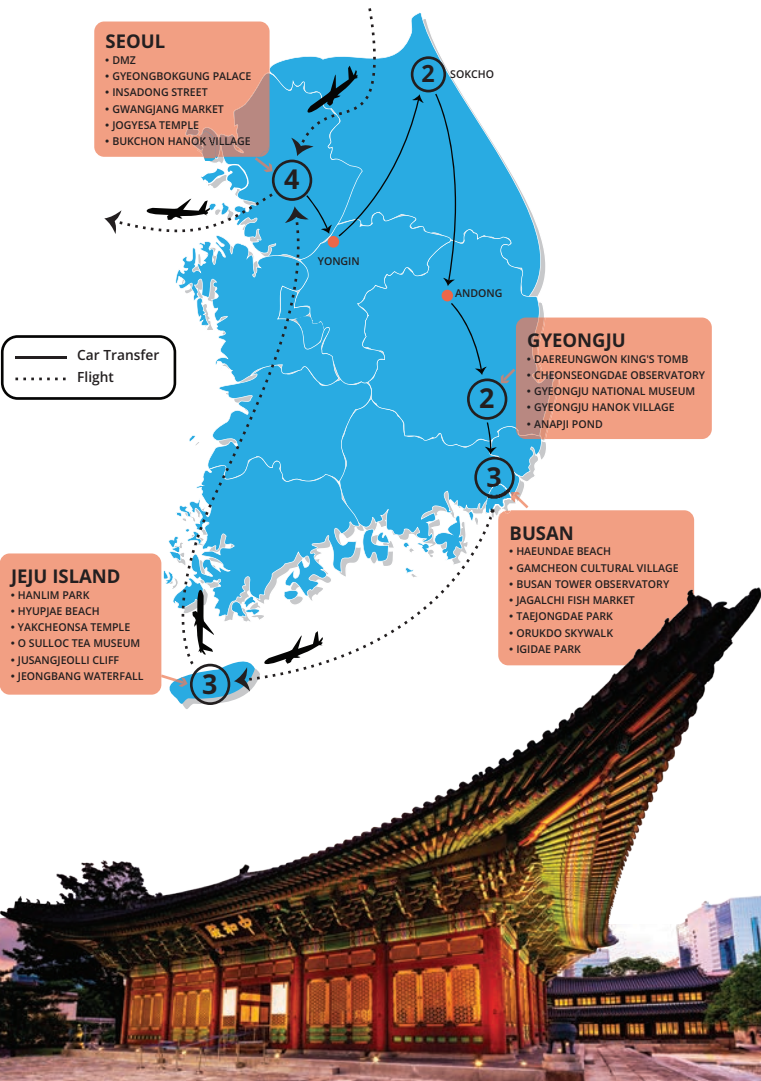 SEOUL
• DMZ
• GYEONGBOKGUNG PALACE
• INSADONG STREET
• GWANGJANG MARKET
• JOGYESA TEMPLE
• BUKCHON HANOK VILLAGE
2
SOKCHO
4
YONGIN
ANDONG
Car Transfer
Flight
GYEONGJU
• DAEREUNGWON KING'S TOMB
• CHEONSEONGDAE OBSERVATORY
• GYEONGJU NATIONAL MUSEUM
• GYEONGJU HANOK VILLAGE
• ANAPJI POND
2
3
BUSAN
• HAEUNDAE BEACH
• GAMCHEON CULTURAL VILLAGE
• BUSAN TOWER OBSERVATORY
• JAGALCHI FISH MARKET
• TAEJONGDAE PARK
• ORUKDO SKYWALK
• IGIDAE PARK
JEJU ISLAND
• HANLIM PARK
• HYUPJAE BEACH
• YAKCHEONSA TEMPLE
• O SULLOC TEA MUSEUM
• JUSANGJEOLLI CLIFF
• JEONGBANG WATERFALL
3
殿和中